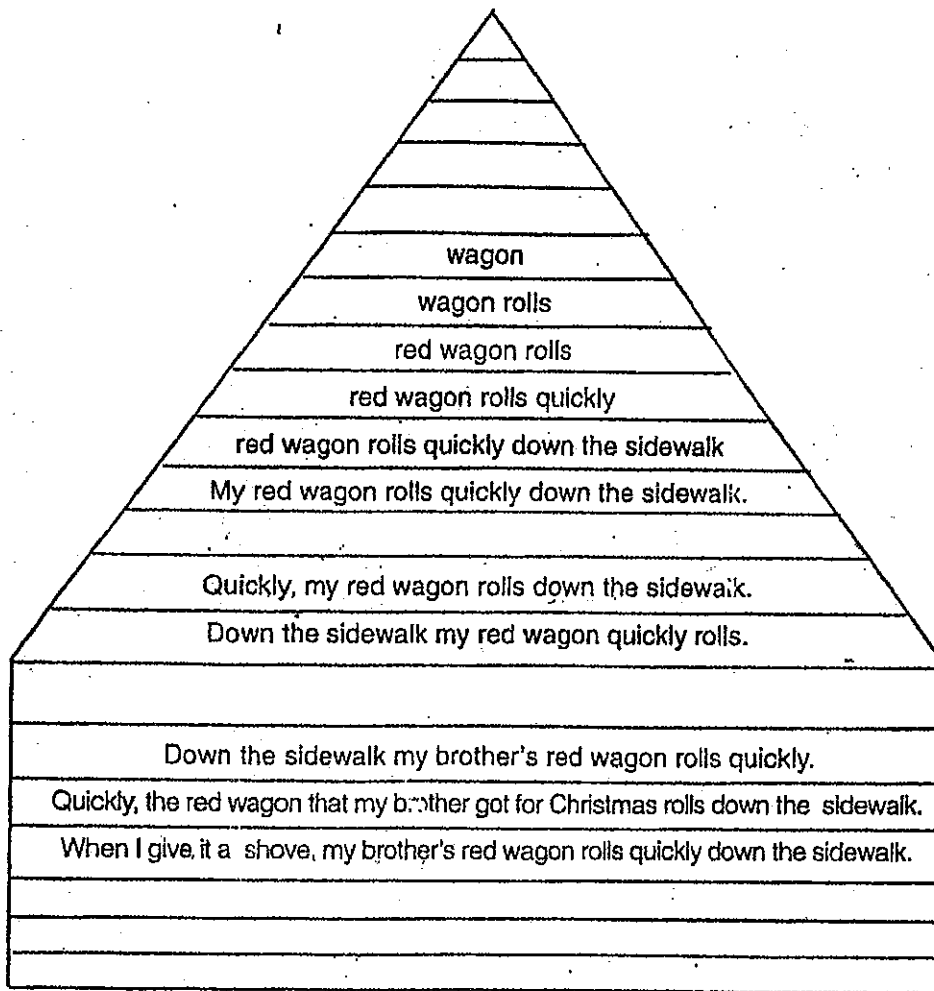 wagon
wagon rolls
red wagon rolls
red wagon rolls quickly
red wagon rolls quickly down the sidewalk
My red wagon rolls quickly down the sidewalk.
Quickly, my red wagon rolls down the sidewalk.
Down the sidewalk my red wagon quickly rolls.
Down the sidewalk my brother's red wagon rolls quickly.
Quickly, the red wagon that my brother got for Christmas rolls down the sidewalk.
When I give it a shove, my brother's red wagon rolls quickly down the sidewalk.